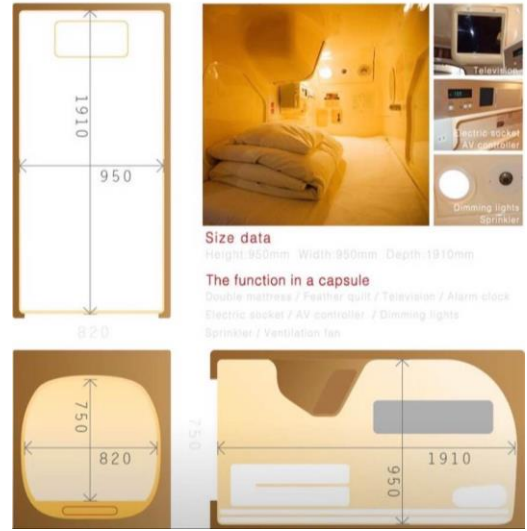 1910
950
820
Television
Electric socket
AV controller
Dimming lights
Sprinkler
Size data
Height:950mm Width:950mm Depth:1910mm
The function in a capsule
Double mattress / Feather quilt / Television / Alarm clock
Electric socket / AV controller / Dimming lights
Sprinkler / Ventilation fan
750
820
750
1910
950